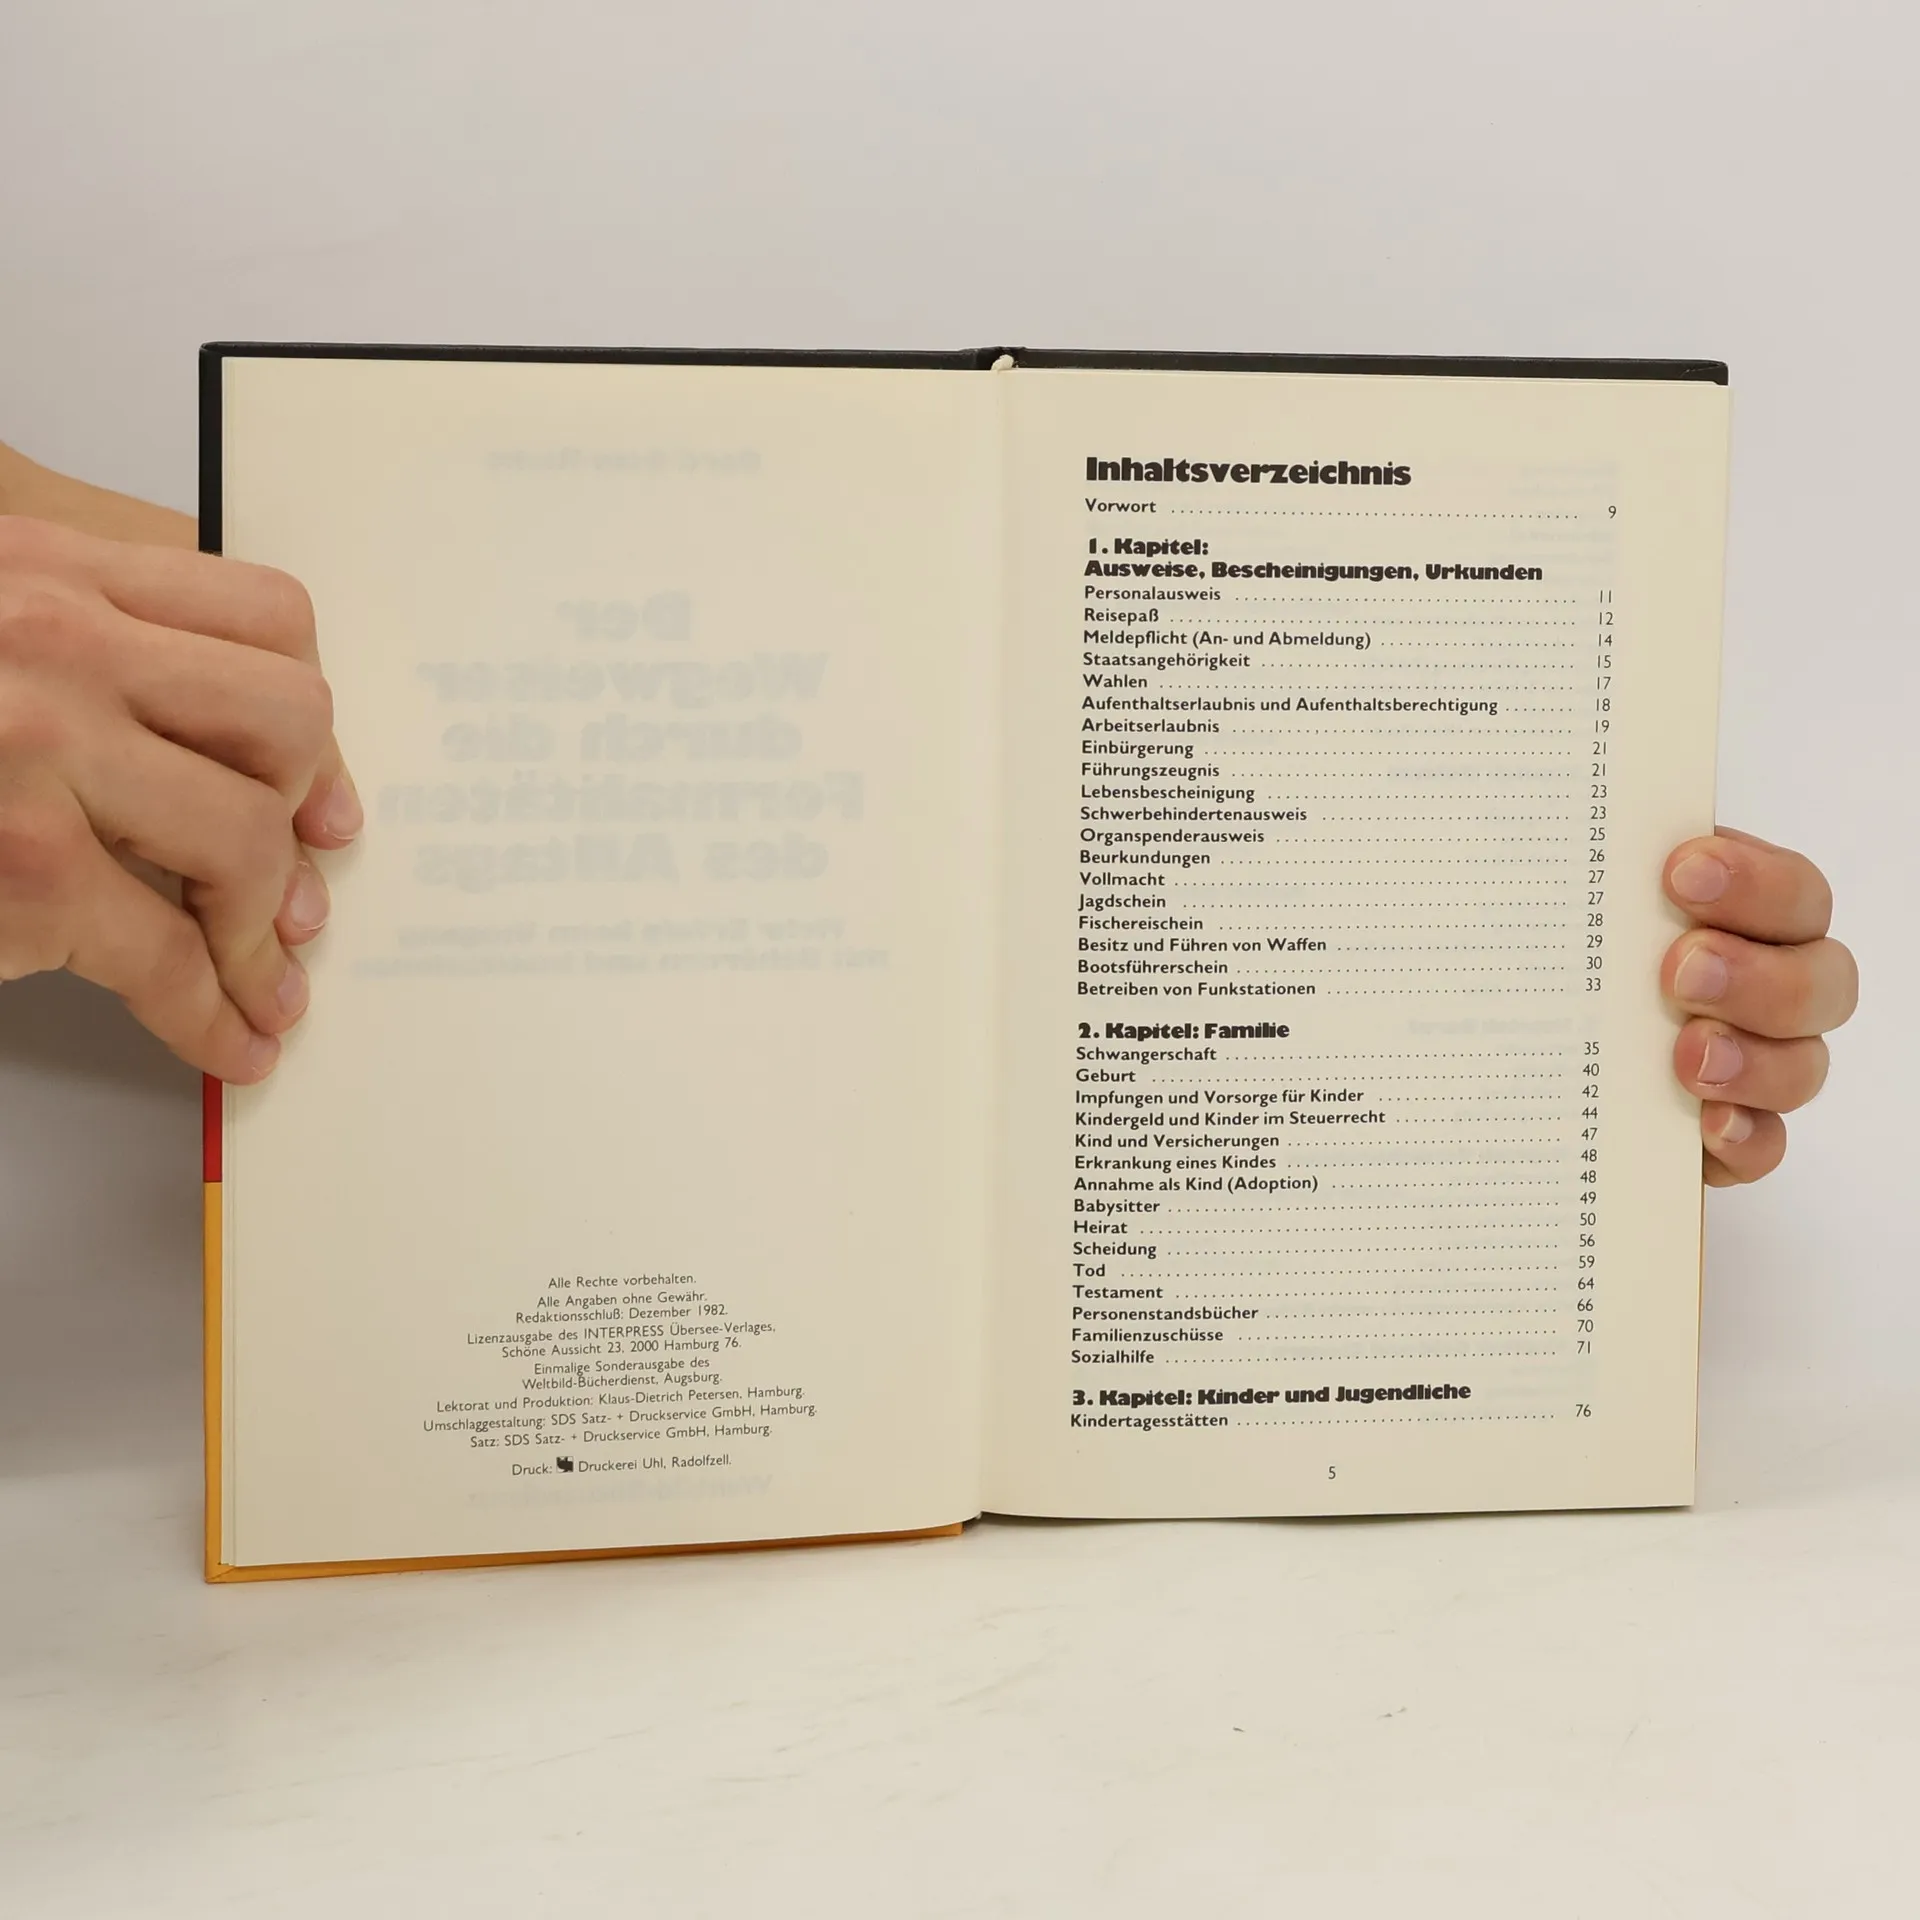 Alle Rechte vorbehalten.
Alle Angaben ohne Gewähr.
Redaktionsschluß: Dezember 1982.
Lizenzausgabe des INTERPRESS Übersee-Verlages,
Schöne Aussicht 23, 2000 Hamburg 76.
Einmalige Sonderausgabe des
Weltbild-Bücherdienst, Augsburg.
Lektorat und Produktion: Klaus-Dietrich Petersen, Hamburg.
Umschlaggestaltung: SDS Satz- + Druckservice GmbH, Hamburg.
Satz: SDS Satz- + Druckservice GmbH, Hamburg.
Druck: Druckerei Uhl, Radolfzell.
Inhaltsverzeichnis
Vorwort 9
1. Kapitel:
Ausweise, Bescheinigungen, Urkunden
Personalausweis 11
Reisepaß 12
Meldepflicht (An- und Abmeldung) 14
Staatsangehörigkeit 15
Wahlen 17
Aufenthaltserlaubnis und Aufenthaltsberechtigung 18
Arbeitserlaubnis 19
Einbürgerung 21
Führungszeugnis 21
Lebensbescheinigung 23
Schwerbehindertenausweis 23
Organspenderausweis 25
Beurkundungen 26
Vollmacht 27
Jagdschein 27
Fischereischein 28
Besitz und Führen von Waffen 29
Bootsführerschein 30
Betreiben von Funkstationen 33
2. Kapitel: Familie
Schwangerschaft 35
Geburt 40
Impfungen und Vorsorge für Kinder 42
Kindergeld und Kinder im Steuerrecht 44
Kind und Versicherungen 47
Erkrankung eines Kindes 48
Annahme als Kind (Adoption) 48
Babysitter 49
Heirat 50
Scheidung 56
Tod 59
Testament 64
Personenstandsbücher 66
Familienzuschüsse 70
Sozialhilfe 71
3. Kapitel: Kinder und Jugendliche
Kindertagesstätten 76
5